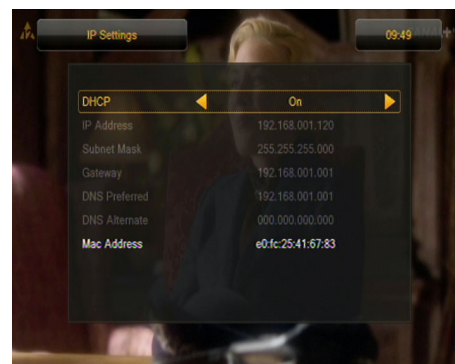 IP Settings
09:49
DHCP On
IP Address 192.168.001.120
Subnet Mask 255.255.255.000
Gateway 192.168.001.001
DNS Preferred 192.168.001.001
DNS Alternate 000.000.000.000
Mac Address e0:fc:25:41:67:83